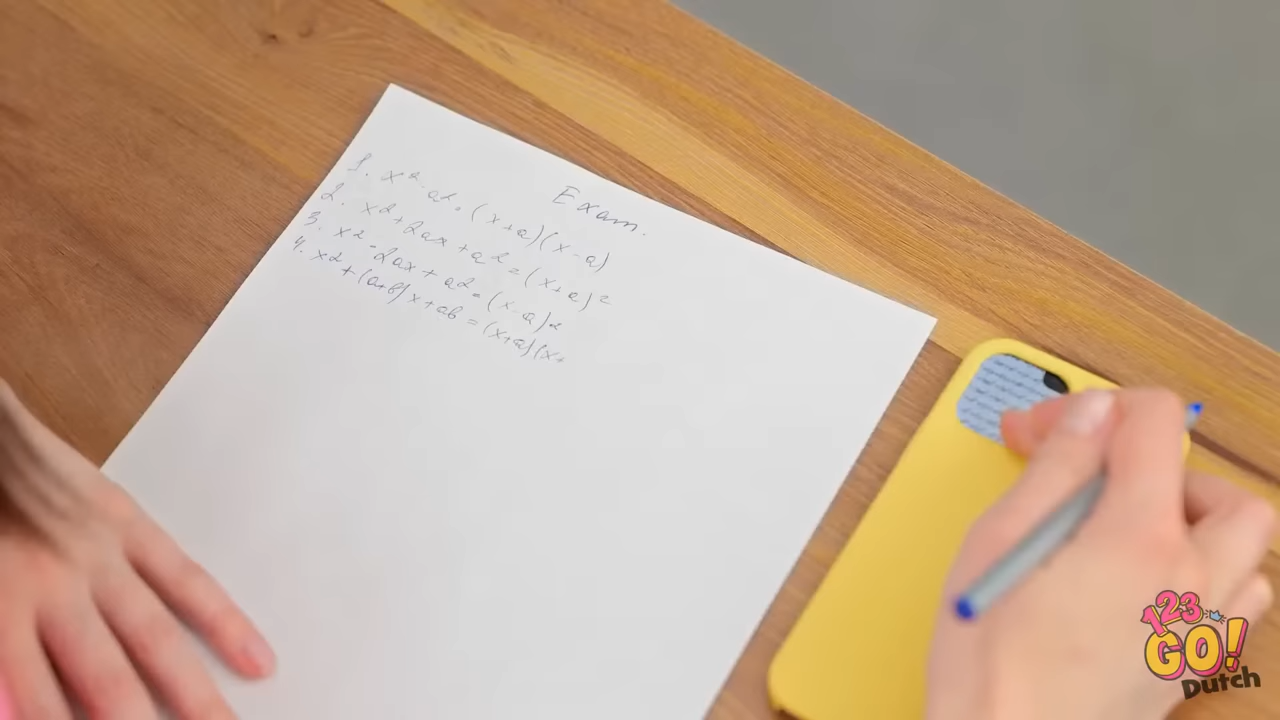 Exam.
1. x²-a² = (x+a)(x-a)
2. x²+2ax+a² = (x+a)²
3. x²-2ax+a² = (x-a)²
4. x²
+(a+b)x+ab = (x+a)(x+
123
GO!
Dutch